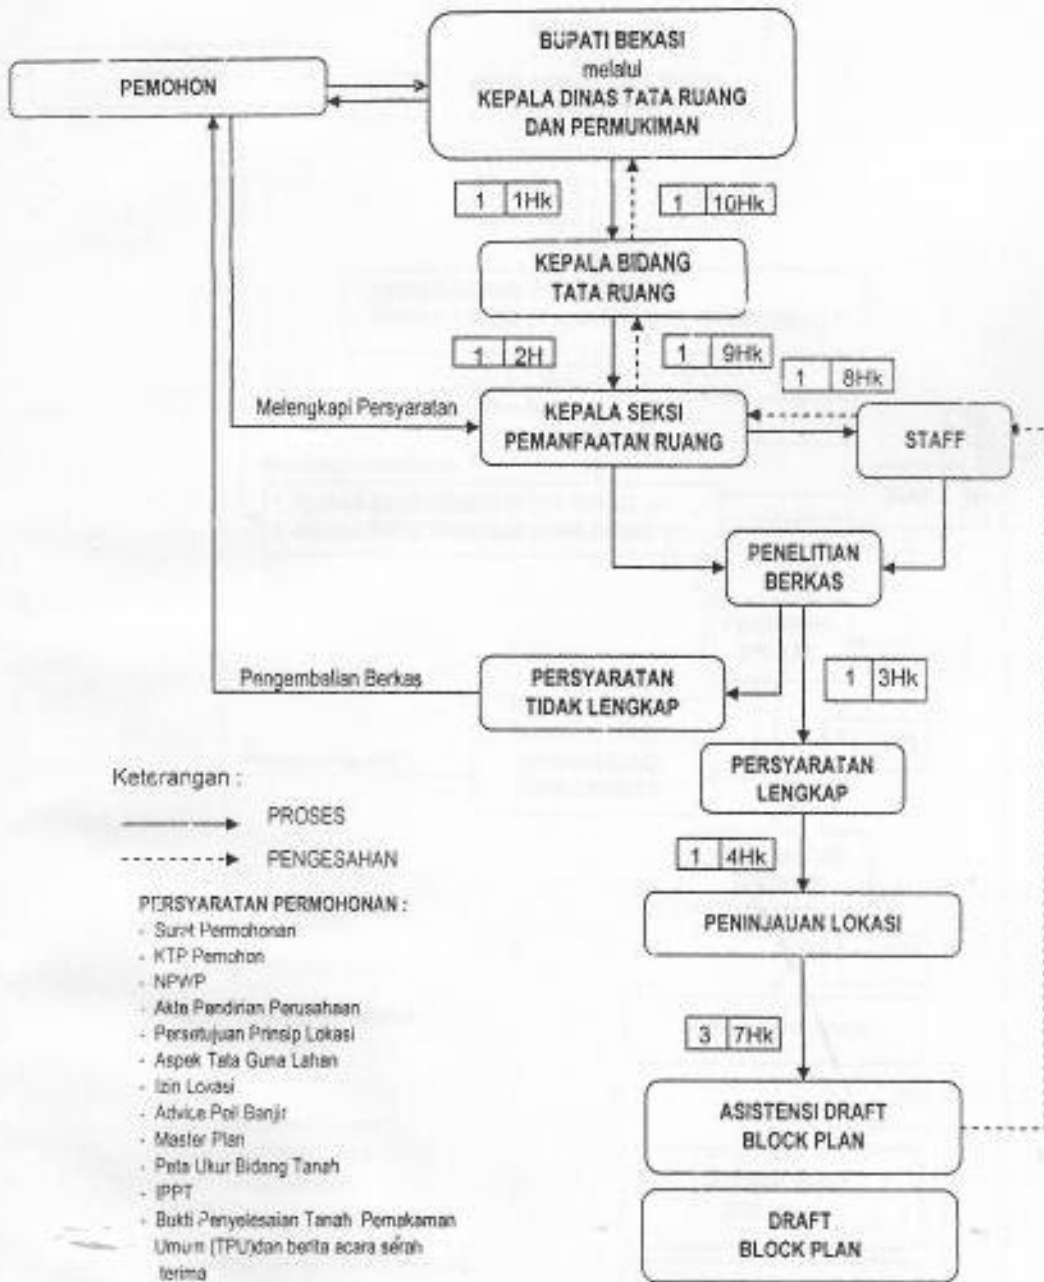 PEMOHON
BUPATI BEKASI
melalui
KEPALA DINAS TATA RUANG
DAN PERMUKIMAN
1 1Hk
1 10Hk
KEPALA BIDANG
TATA RUANG
1 2H
1 9Hk
1 8Hk
Melengkapi Persyaratan
KEPALA SEKSI
PEMANFAATAN RUANG
STAFF
PENELITIAN
BERKAS
Pengembalian Berkas
PERSYARATAN
TIDAK LENGKAP
1 3Hk
PERSYARATAN
LENGKAP
Keterangan :
PROSES
PENGESAHAN
1 4Hk
PENINJAUAN LOKASI
3 7Hk
ASISTENSI DRAFT
BLOCK PLAN
DRAFT
BLOCK PLAN
PERSYARATAN PERMOHONAN :
- Surat Permohonan
- KTP Pemohon
- NPWP
- Akte Pendirian Perusahaan
- Persetujuan Prinsip Lokasi
- Aspek Tata Guna Lahan
- Izin Lokasi
- Advice Peil Banjir
- Master Plan
- Peta Ukur Bidang Tanah
- IPPT
- Bukti Penyelesaian Tanah Pemakaman
Umum (TPU)dan berita acara serah
terima